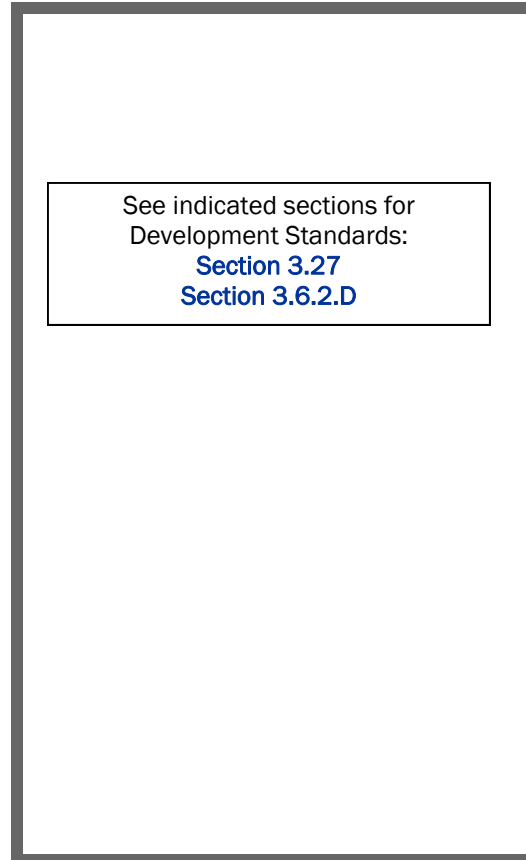 See indicated sections for
Development Standards:
Section 3.27
Section 3.6.2.D